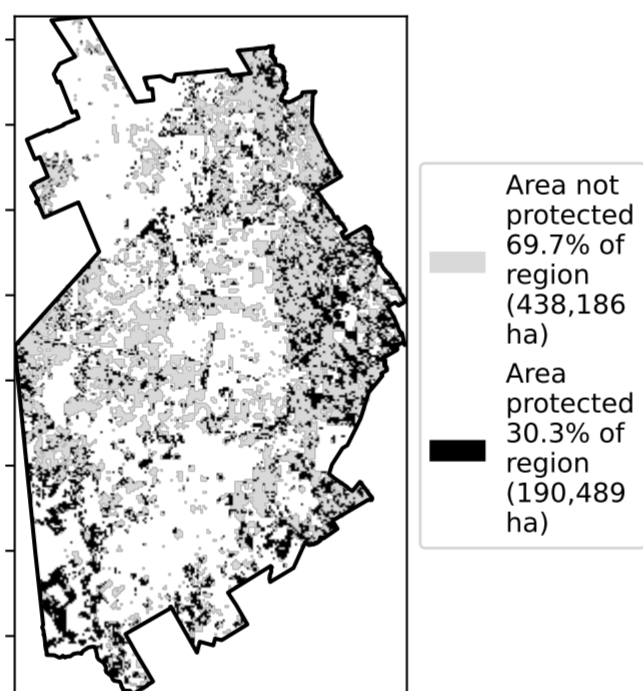 Area not
protected
69.7% of
region
(438,186
ha)
Area
protected
30.3% of
region
(190,489
ha)